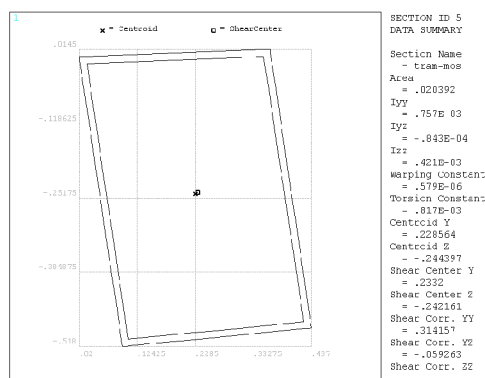 1
× = Centroid
□ = ShearCenter
.0145
-.118625
-.25175
-.384875
-.518
.02 .12425 .2285 .33275 .437
SECTION ID 5
DATA SUMMARY
Section Name
= tram-mos
Area
= .020392
Iyy
= .757E-03
Iyz
= -.843E-04
Izz
= .421E-03
Warping Constant
= .579E-06
Torsion Constant
= .817E-03
Centroid Y
= .228564
Centroid Z
= -.244397
Shear Center Y
= .2332
Shear Center Z
= -.242161
Shear Corr. YY
= .314157
Shear Corr. YZ
= -.059263
Shear Corr. ZZ